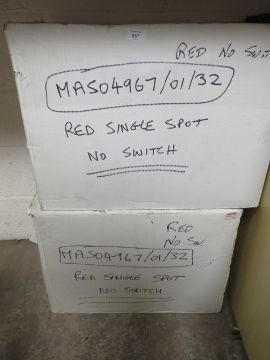 RED NO SWIT
MAS04967/01/32
RED SINGLE SPOT
NO SWITCH
RED
NO SW.
MAS04967/01/32
RED SINGLE SPOT
NO SWITCH